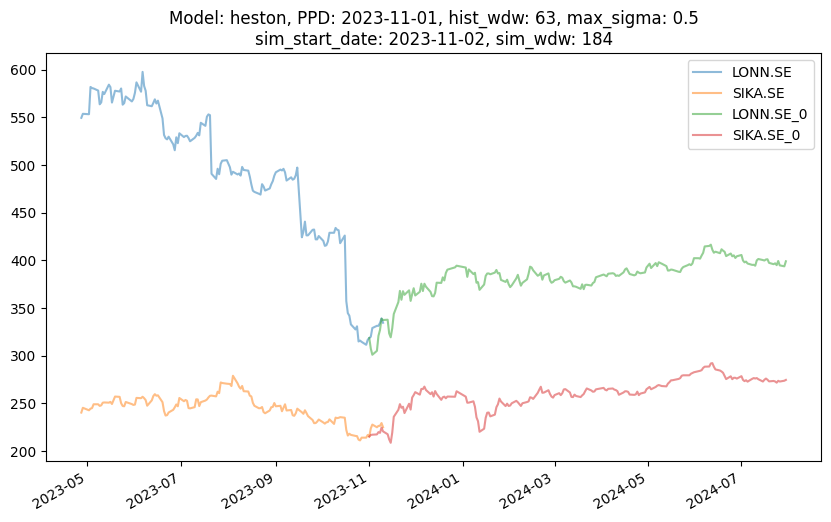 Model: heston, PPD: 2023-11-01, hist_wdw: 63, max_sigma: 0.5
sim_start_date: 2023-11-02, sim_wdw: 184
LONN.SE
SIKA.SE
LONN.SE_0
SIKA.SE_0
600
550
500
450
400
350
300
250
200
2023-05
2023-07
2023-09
2023-11
2024-01
2024-03
2024-05
2024-07